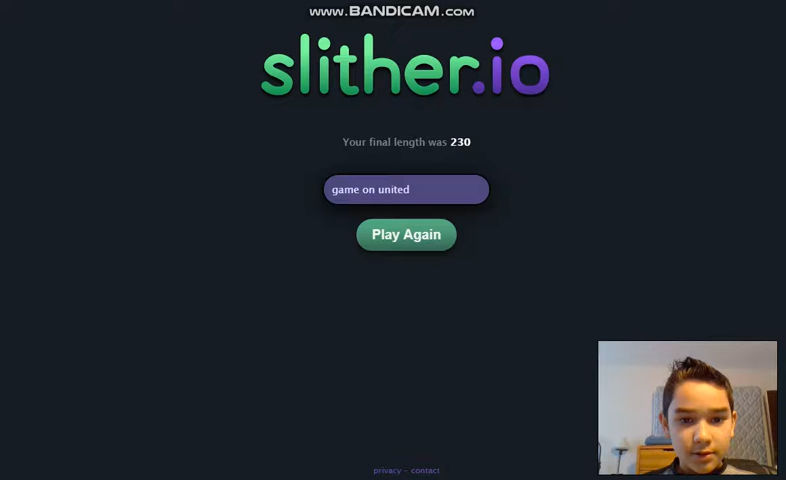 www.BANDICAM.com
slither.io
Your final length was 230
game on united
Play Again
privacy - contact